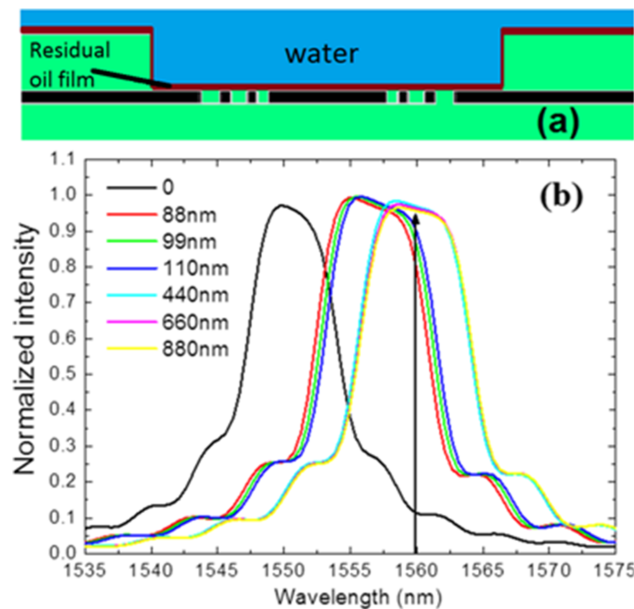 water
Residual
oil film
(a)
(b)
1.1
1.0
0.9
0.8
0.7
0.6
0.5
0.4
0.3
0.2
0.1
0.0
Normalized intensity
0
88nm
99nm
110nm
440nm
660nm
880nm
1535 1540 1545 1550 1555 1560 1565 1570 1575
Wavelength (nm)